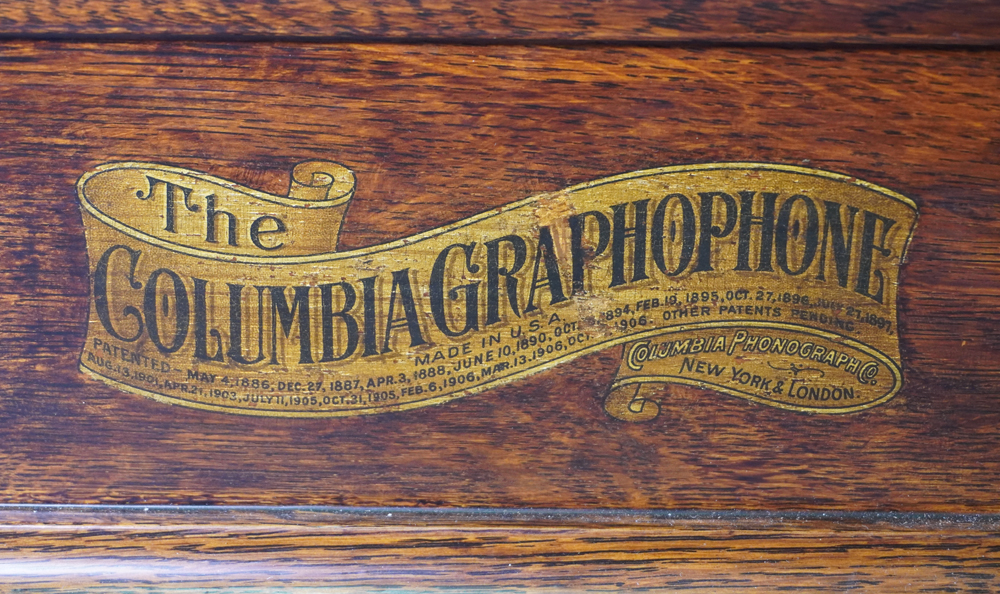 The
COLUMBIA GRAPHOPHONE
MADE IN U.S.A.
PATENTED- MAY 4, 1886, DEC. 27, 1887, APR. 3, 1888, JUNE 10, 1890, OCT. 1894, FEB. 19, 1895, OCT. 27, 1896, JULY 27, 1897,
AUG. 13, 1901, APR. 21, 1903, JULY 11, 1905, OCT. 31, 1905, FEB. 6, 1906, MAR. 13, 1906, OCT. 1906. OTHER PATENTS PENDING.
COLUMBIA PHONOGRAPH Co.
NEW YORK & LONDON.